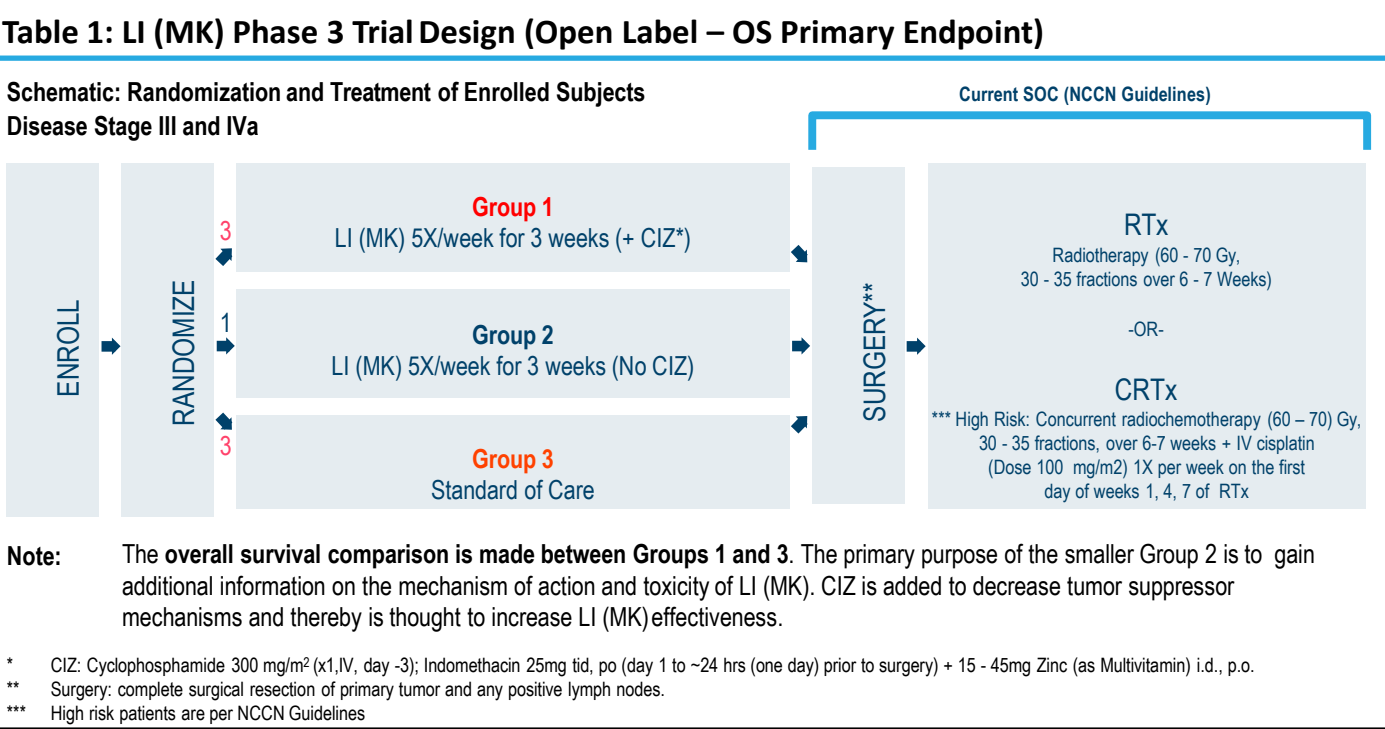 Table 1: LI (MK) Phase 3 Trial Design (Open Label – OS Primary Endpoint)
Schematic: Randomization and Treatment of Enrolled Subjects
Disease Stage III and IVa
Current SOC (NCCN Guidelines)
ENROLL
RANDOMIZE
3
Group 1
LI (MK) 5X/week for 3 weeks (+ CIZ*)
1
Group 2
LI (MK) 5X/week for 3 weeks (No CIZ)
3
Group 3
Standard of Care
SURGERY**
RTx
Radiotherapy (60 - 70 Gy,
30 - 35 fractions over 6 - 7 Weeks)
-OR-
CRTx
*** High Risk: Concurrent radiochemotherapy (60 – 70) Gy,
30 - 35 fractions, over 6-7 weeks + IV cisplatin
(Dose 100 mg/m2) 1X per week on the first
day of weeks 1, 4, 7 of RTx
Note: The overall survival comparison is made between Groups 1 and 3. The primary purpose of the smaller Group 2 is to gain
additional information on the mechanism of action and toxicity of LI (MK). CIZ is added to decrease tumor suppressor
mechanisms and thereby is thought to increase LI (MK) effectiveness.
* CIZ: Cyclophosphamide 300 mg/m² (x1,IV, day -3); Indomethacin 25mg tid, po (day 1 to ~24 hrs (one day) prior to surgery) + 15 - 45mg Zinc (as Multivitamin) i.d., p.o.
** Surgery: complete surgical resection of primary tumor and any positive lymph nodes.
*** High risk patients are per NCCN Guidelines